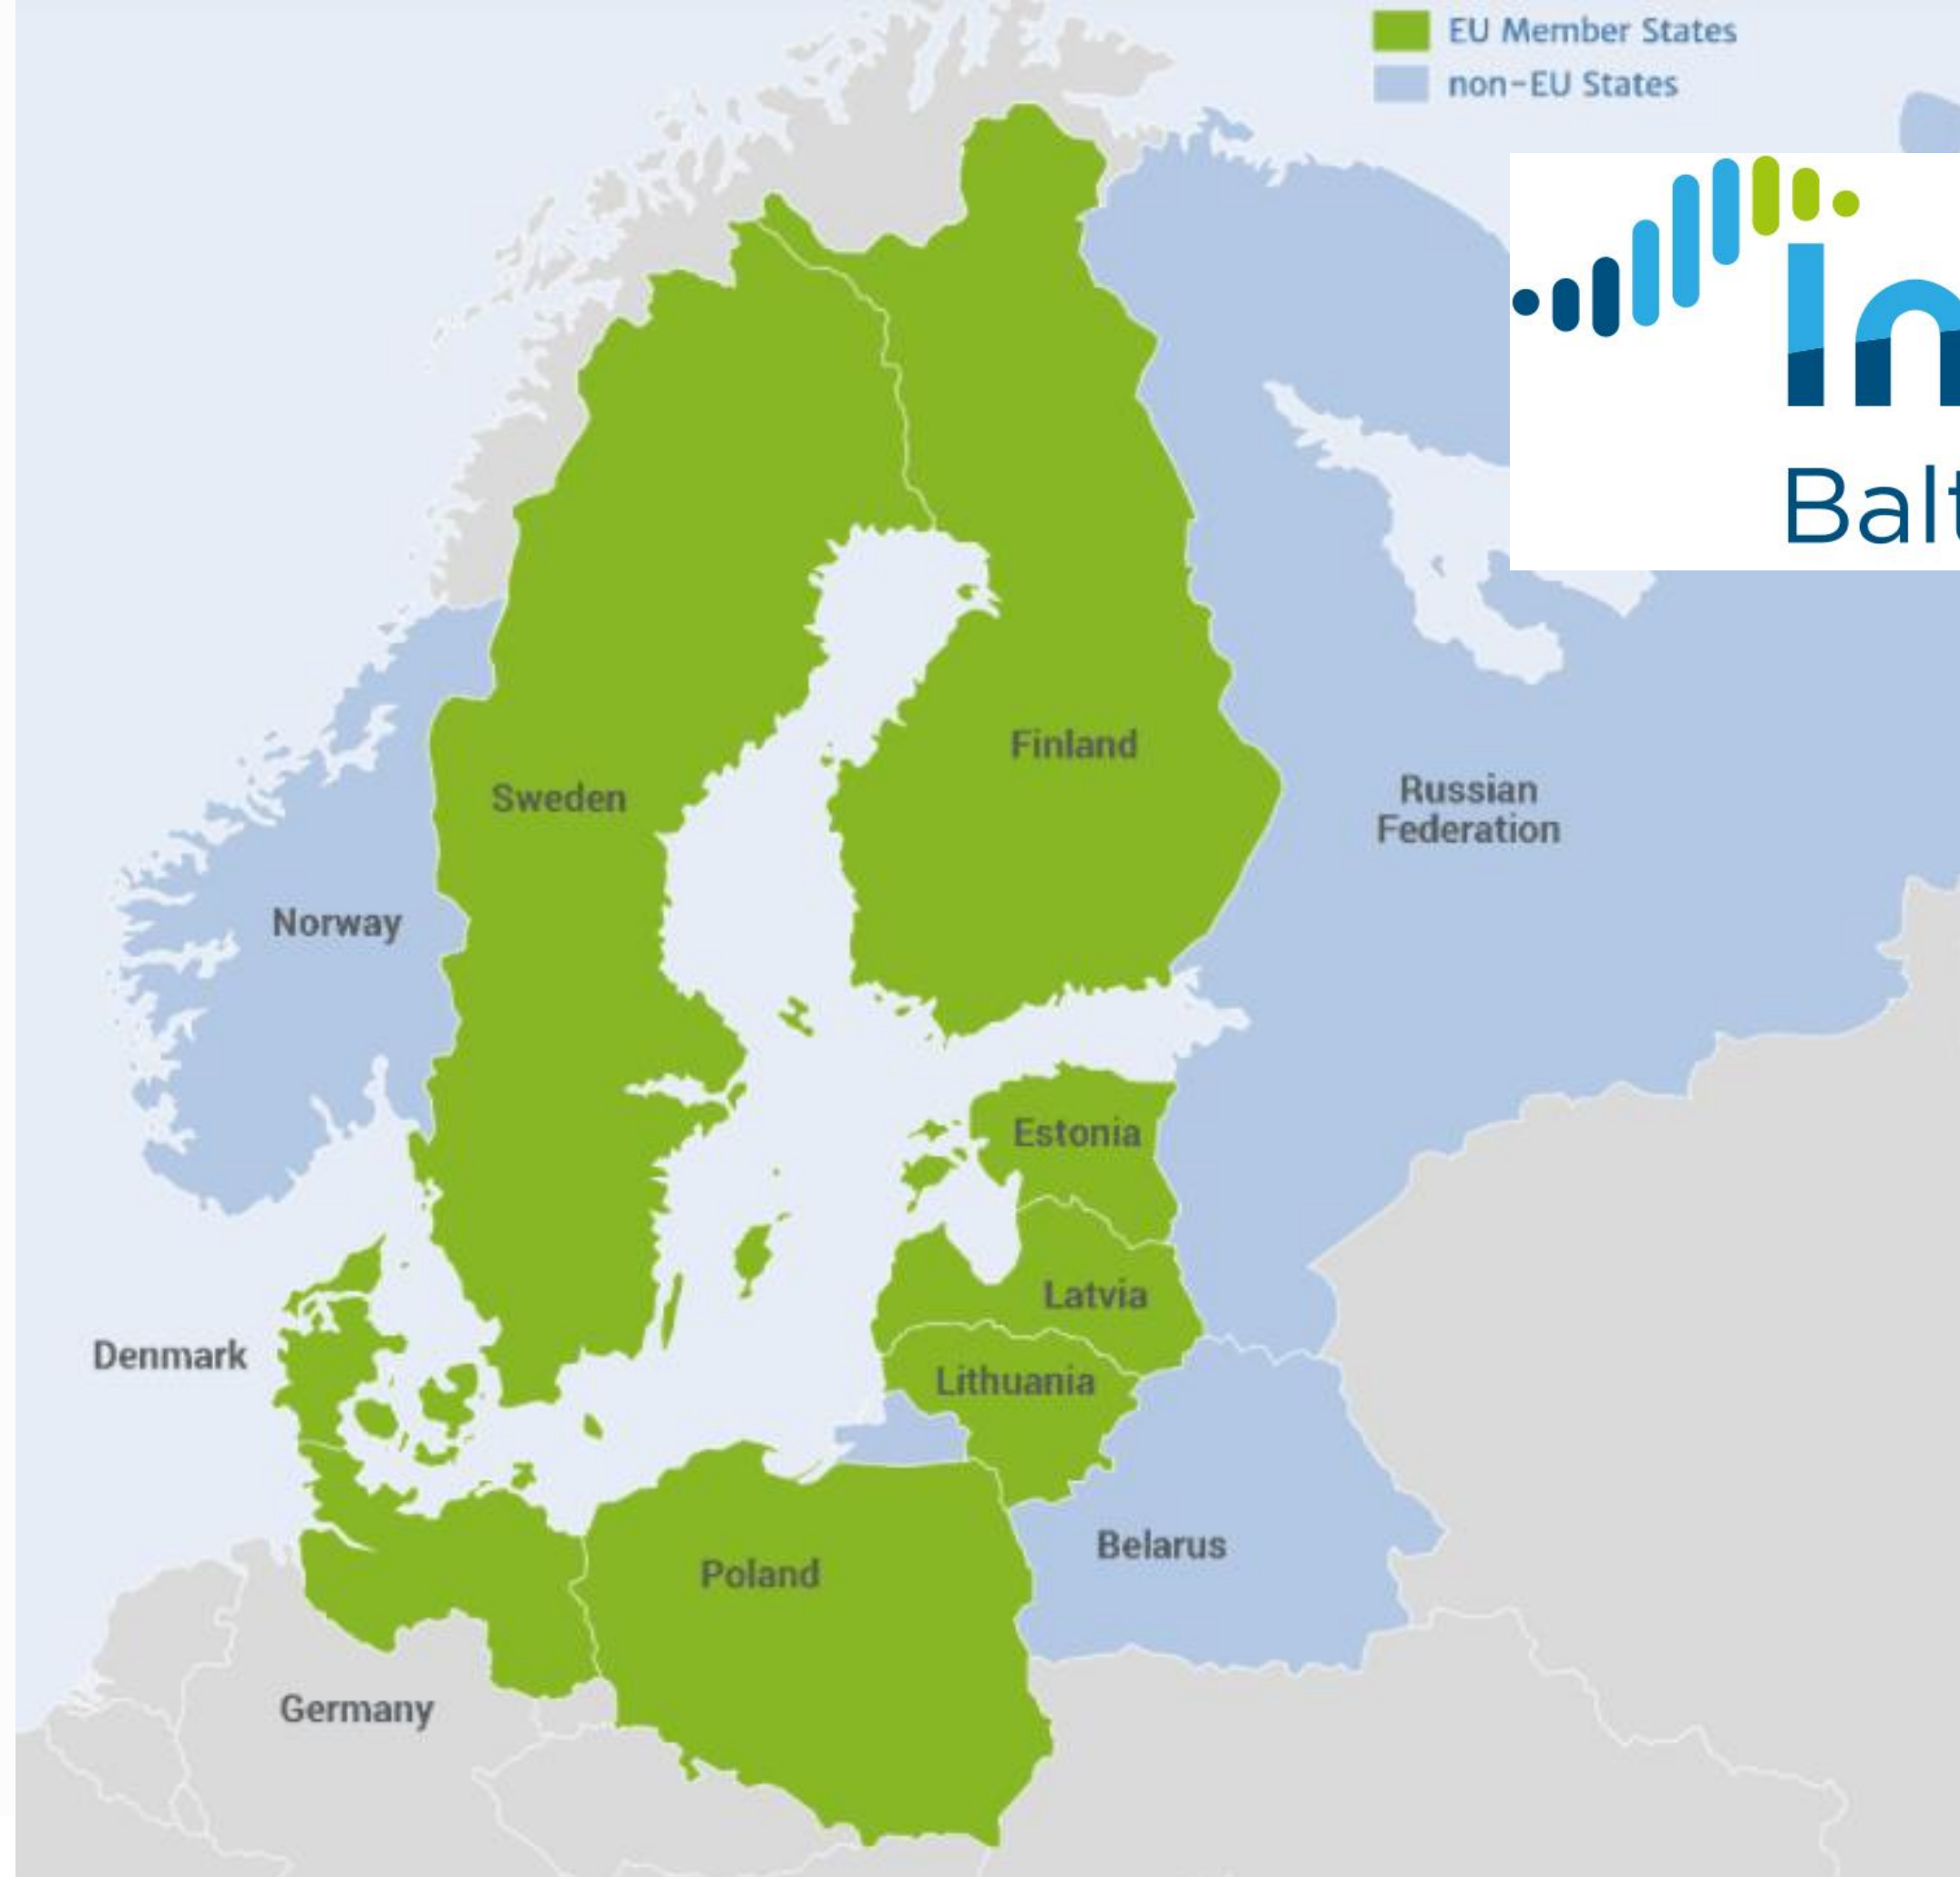 EU Member States
non-EU States
In
Balt
Finland
Sweden
Russian
Federation
Norway
Estonia
Latvia
Denmark
Lithuania
Belarus
Poland
Germany